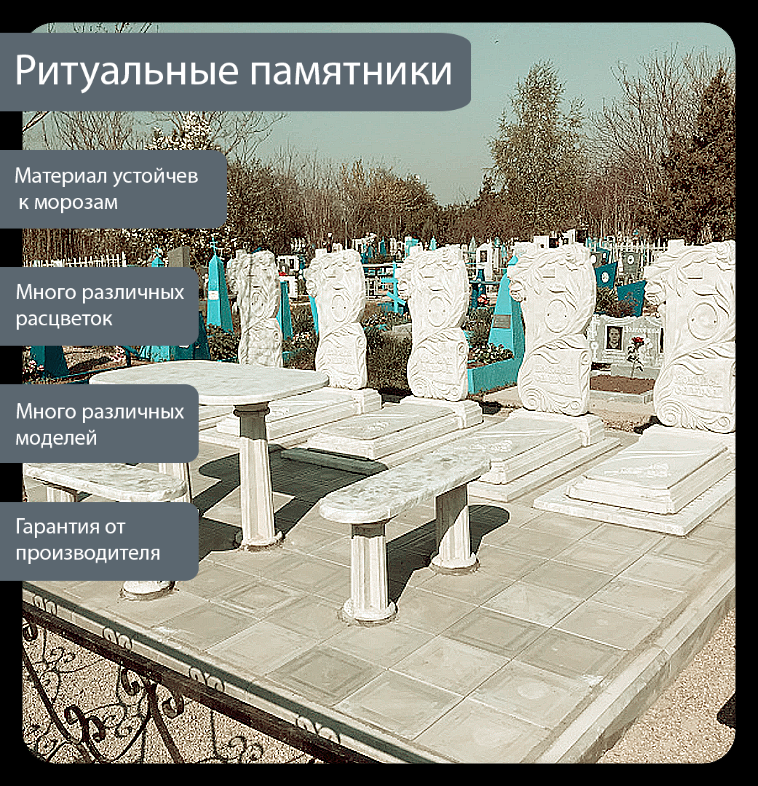 Ритуальные памятники
Материал устойчев
к морозам
Много различных
расцветок
Много различных
моделей
Гарантия от
производителя